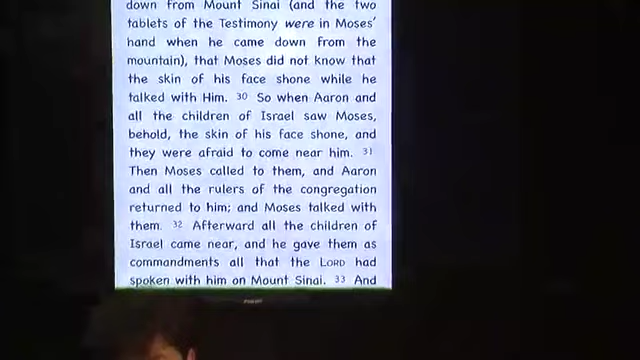 down from Mount Sinai (and the two
tablets of the Testimony were in Moses'
hand when he came down from the
mountain), that Moses did not know that
the skin of his face shone while he
talked with Him. 30 So when Aaron and
all the children of Israel saw Moses,
behold, the skin of his face shone, and
they were afraid to come near him. 31
Then Moses called to them, and Aaron
and all the rulers of the congregation
returned to him; and Moses talked with
them. 32 Afterward all the children of
Israel came near, and he gave them as
commandments all that the LORD had
spoken with him on Mount Sinai. 33 And